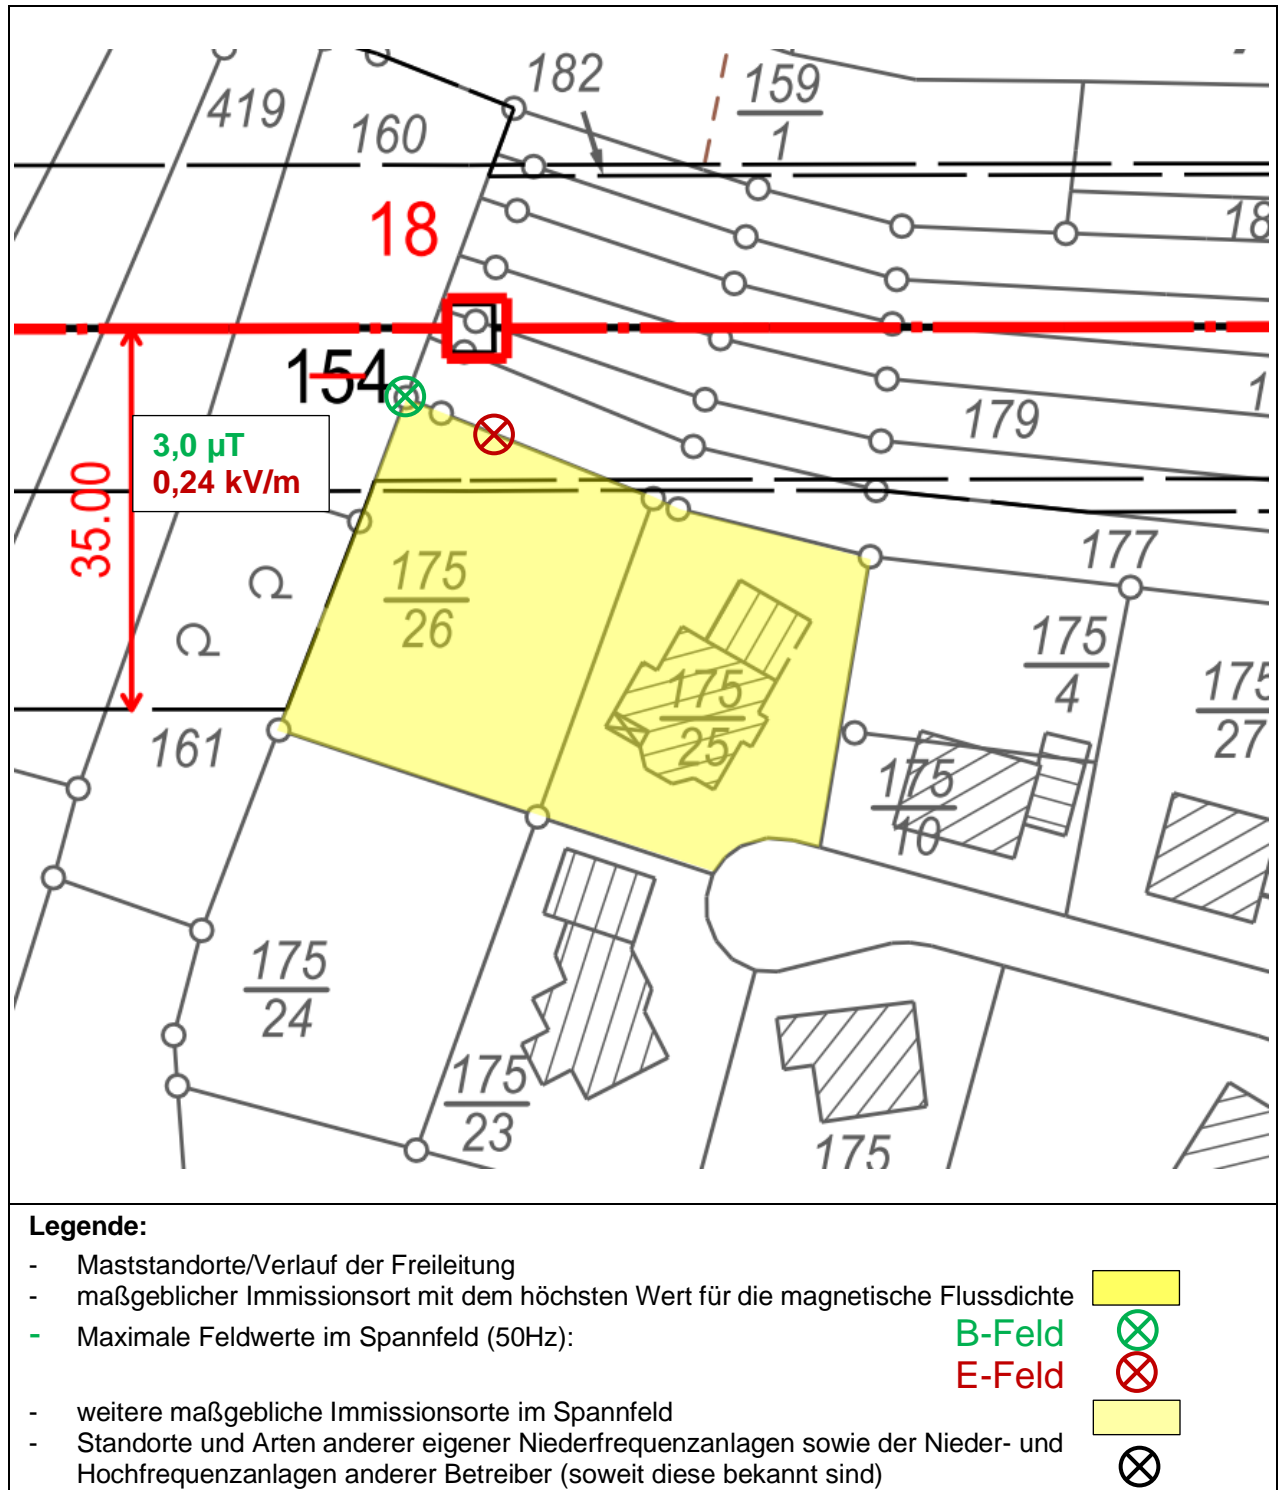 182
159
1
419
160
18
18
154
3,0 µT
0,24 kV/m
35.00
1
179
177
175
26
175
4
175
25
175
27
161
175
10
175
24
175
23
175
Legende:
- Maststandorte/Verlauf der Freileitung
- maßgeblicher Immissionsort mit dem höchsten Wert für die magnetische Flussdichte
- Maximale Feldwerte im Spannfeld (50Hz): B-Feld
E-Feld
- weitere maßgebliche Immissionsorte im Spannfeld
- Standorte und Arten anderer eigener Niederfrequenzanlagen sowie der Nieder- und
Hochfrequenzanlagen anderer Betreiber (soweit diese bekannt sind)